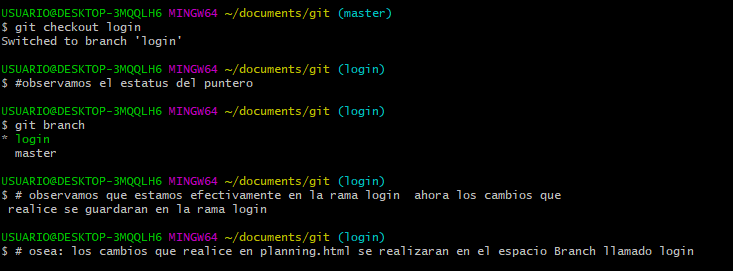 USUARIO@DESKTOP-3MQQLH6 MINGW64 ~/documents/git (master)
$ git checkout login
Switched to branch 'login'
USUARIO@DESKTOP-3MQQLH6 MINGW64 ~/documents/git (login)
$ #observamos el estatus del puntero
USUARIO@DESKTOP-3MQQLH6 MINGW64 ~/documents/git (login)
$ git branch
* login
  master
USUARIO@DESKTOP-3MQQLH6 MINGW64 ~/documents/git (login)
$ # observamos que estamos efectivamente en la rama login  ahora los cambios que
 realice se guardaran en la rama login
USUARIO@DESKTOP-3MQQLH6 MINGW64 ~/documents/git (login)
$ # osea: los cambios que realice en planning.html se realizaran en el espacio Branch llamado login